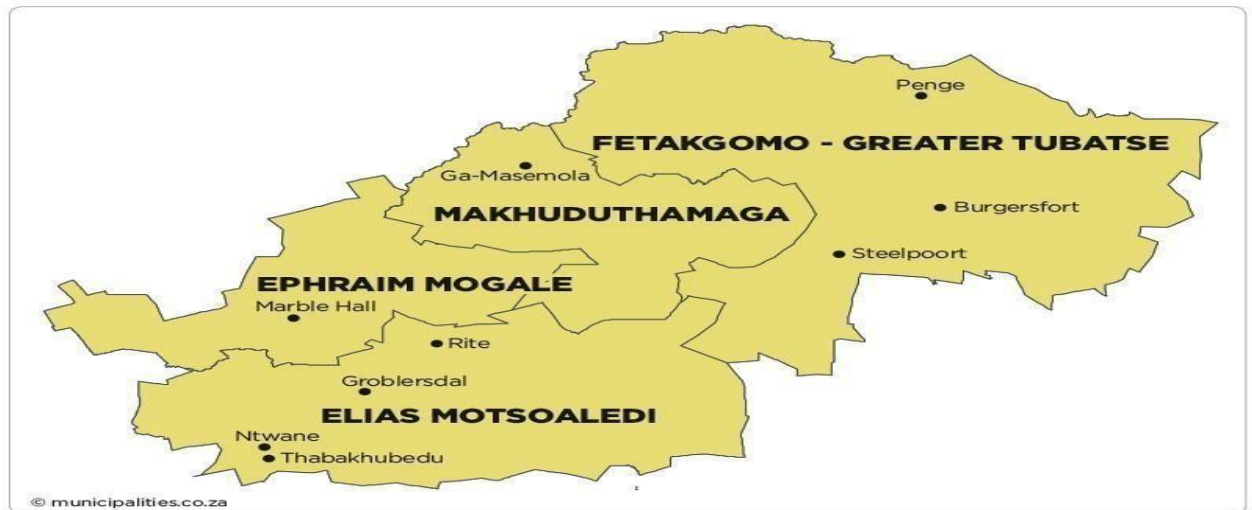 Penge
FETAKGOMO - GREATER TUBATSE
Ga-Masemola
MAKHUDUTHAMAGA
Burgersfort
Steelpoort
EPHRAIM MOGALE
Marble Hall
Rite
Groblersdal
ELIAS MOTSOALEDI
Ntwane
Thabakhubedu
© municipalities.co.za